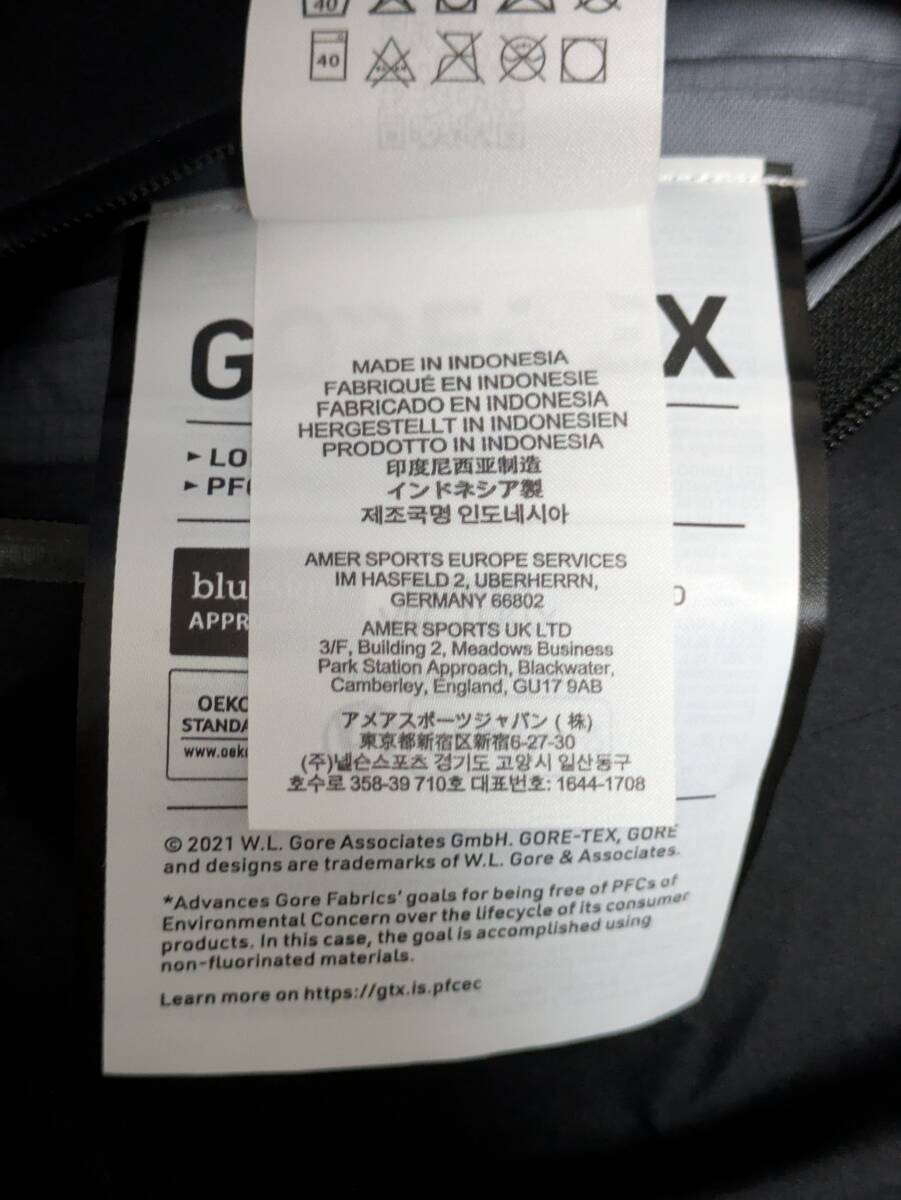 40
40
MADE IN INDONESIA
FABRIQUÉ EN INDONESIE
FABRICADO EN INDONESIA
HERGESTELLT IN INDONESIEN
PRODOTTO IN INDONESIA
印度尼西亚制造
インドネシア製
제조국명 인도네시아
AMER SPORTS EUROPE SERVICES
IM HASFELD 2, UBERHERRN,
GERMANY 66802
AMER SPORTS UK LTD
3/F, Building 2, Meadows Business
Park Station Approach, Blackwater,
Camberley, England, GU17 9AB
アメアスポーツジャパン (株)
東京都新宿区新宿6-27-30
(주)넬슨스포츠 경기도 고양시 일산동구
호수로 358-39 710호 대표번호: 1644-1708
G
X
LO
PF
blu
APPR
D
OEKO
STANDA
www.oek
© 2021 W.L. Gore Associates GmbH. GORE-TEX, GORE
and designs are trademarks of W.L. Gore & Associates.
*Advances Gore Fabrics' goals for being free of PFCs of
Environmental Concern over the lifecycle of its consumer
products. In this case, the goal is accomplished using
non-fluorinated materials.
Learn more on https://gtx.is.pfcec